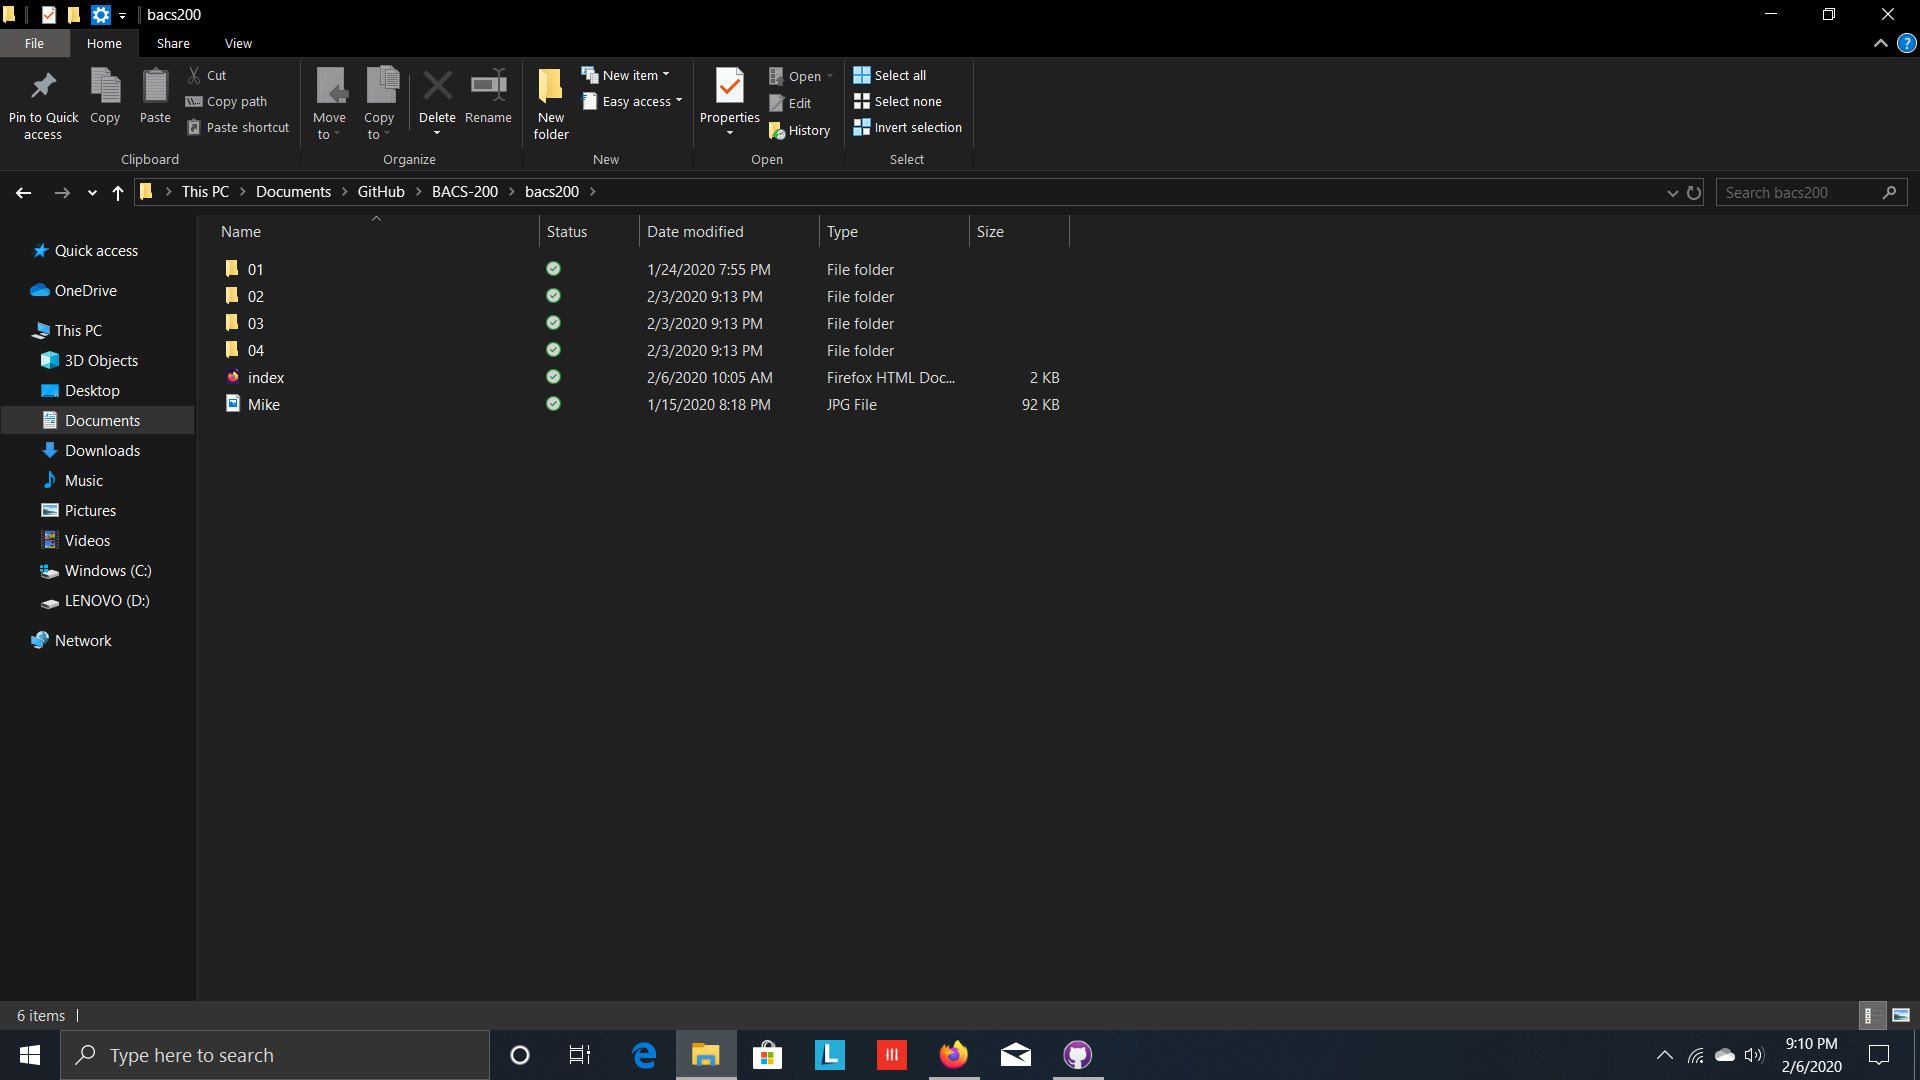 bacs200
File Home Share View
Pin to Quick access
Copy
Paste
Cut
Copy path
Paste shortcut
Clipboard
Move to
Copy to
Delete
Rename
Organize
New folder
New item
Easy access
New
Properties
Open
Edit
History
Open
Select all
Select none
Invert selection
Select
This PC > Documents > GitHub > BACS-200 > bacs200 >
Search bacs200
Quick access
OneDrive
This PC
3D Objects
Desktop
Documents
Downloads
Music
Pictures
Videos
Windows (C:)
LENOVO (D:)
Network
Name Status Date modified Type Size
01 1/24/2020 7:55 PM File folder
02 2/3/2020 9:13 PM File folder
03 2/3/2020 9:13 PM File folder
04 2/3/2020 9:13 PM File folder
index 2/6/2020 10:05 AM Firefox HTML Doc... 2 KB
Mike 1/15/2020 8:18 PM JPG File 92 KB
6 items
Type here to search
L
9:10 PM
2/6/2020